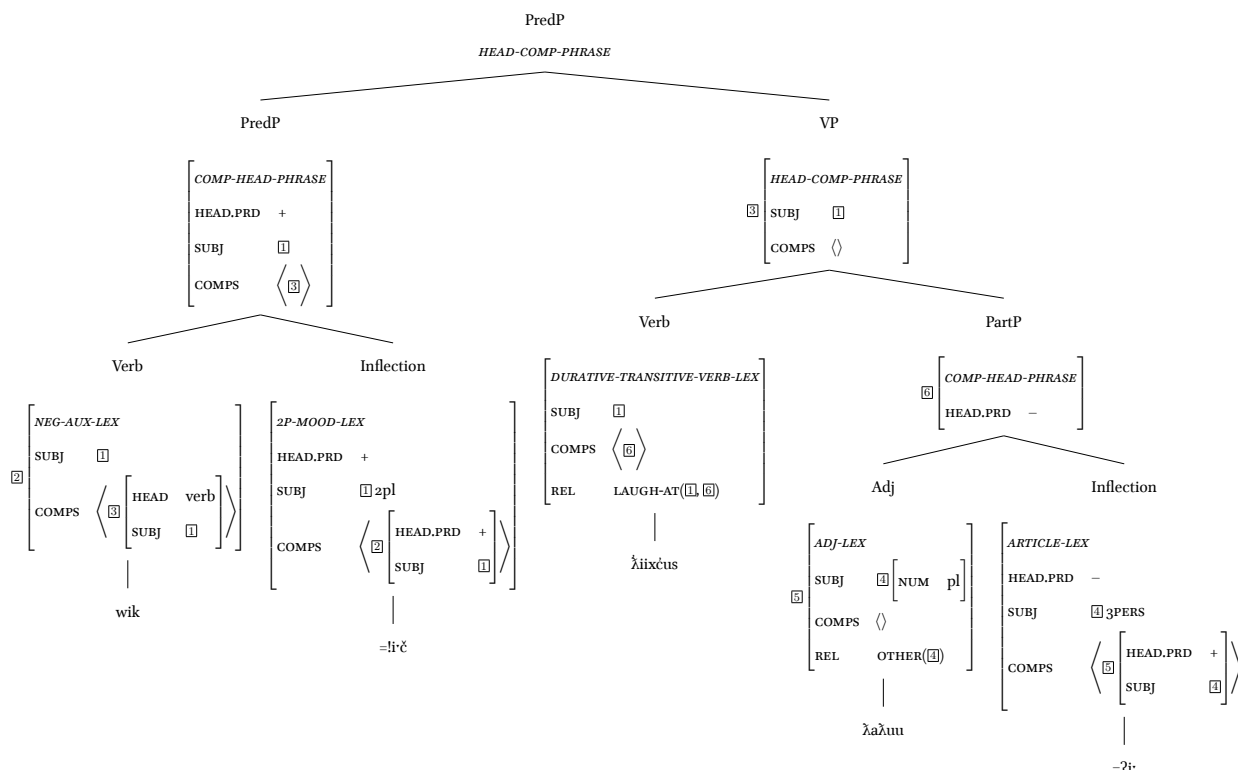 PredP
HEAD-COMP-PHRASE
PredP
COMP-HEAD-PHRASE
HEAD.PRD +
SUBJ 1
COMPS ⟨ 3 ⟩
VP
3 HEAD-COMP-PHRASE
SUBJ 1
COMPS ⟨⟩
Verb
2 NEG-AUX-LEX
SUBJ 1
COMPS ⟨ 3 [ HEAD verb
SUBJ 1 ] ⟩
wik
Inflection
2P-MOOD-LEX
HEAD.PRD +
SUBJ 1 2pl
COMPS ⟨ 2 [ HEAD.PRD +
SUBJ 1 ] ⟩
=!i·č
Verb
DURATIVE-TRANSITIVE-VERB-LEX
SUBJ 1
COMPS ⟨ 6 ⟩
REL LAUGH-AT(1, 6)
ƛ̓iixc̓us
PartP
6 COMP-HEAD-PHRASE
HEAD.PRD −
Adj
5 ADJ-LEX
SUBJ 4 [ NUM pl ]
COMPS ⟨⟩
REL OTHER(4)
ƛaƛuu
Inflection
ARTICLE-LEX
HEAD.PRD −
SUBJ 4 3PERS
COMPS ⟨ 5 [ HEAD.PRD +
SUBJ 4 ] ⟩
=ʔi·